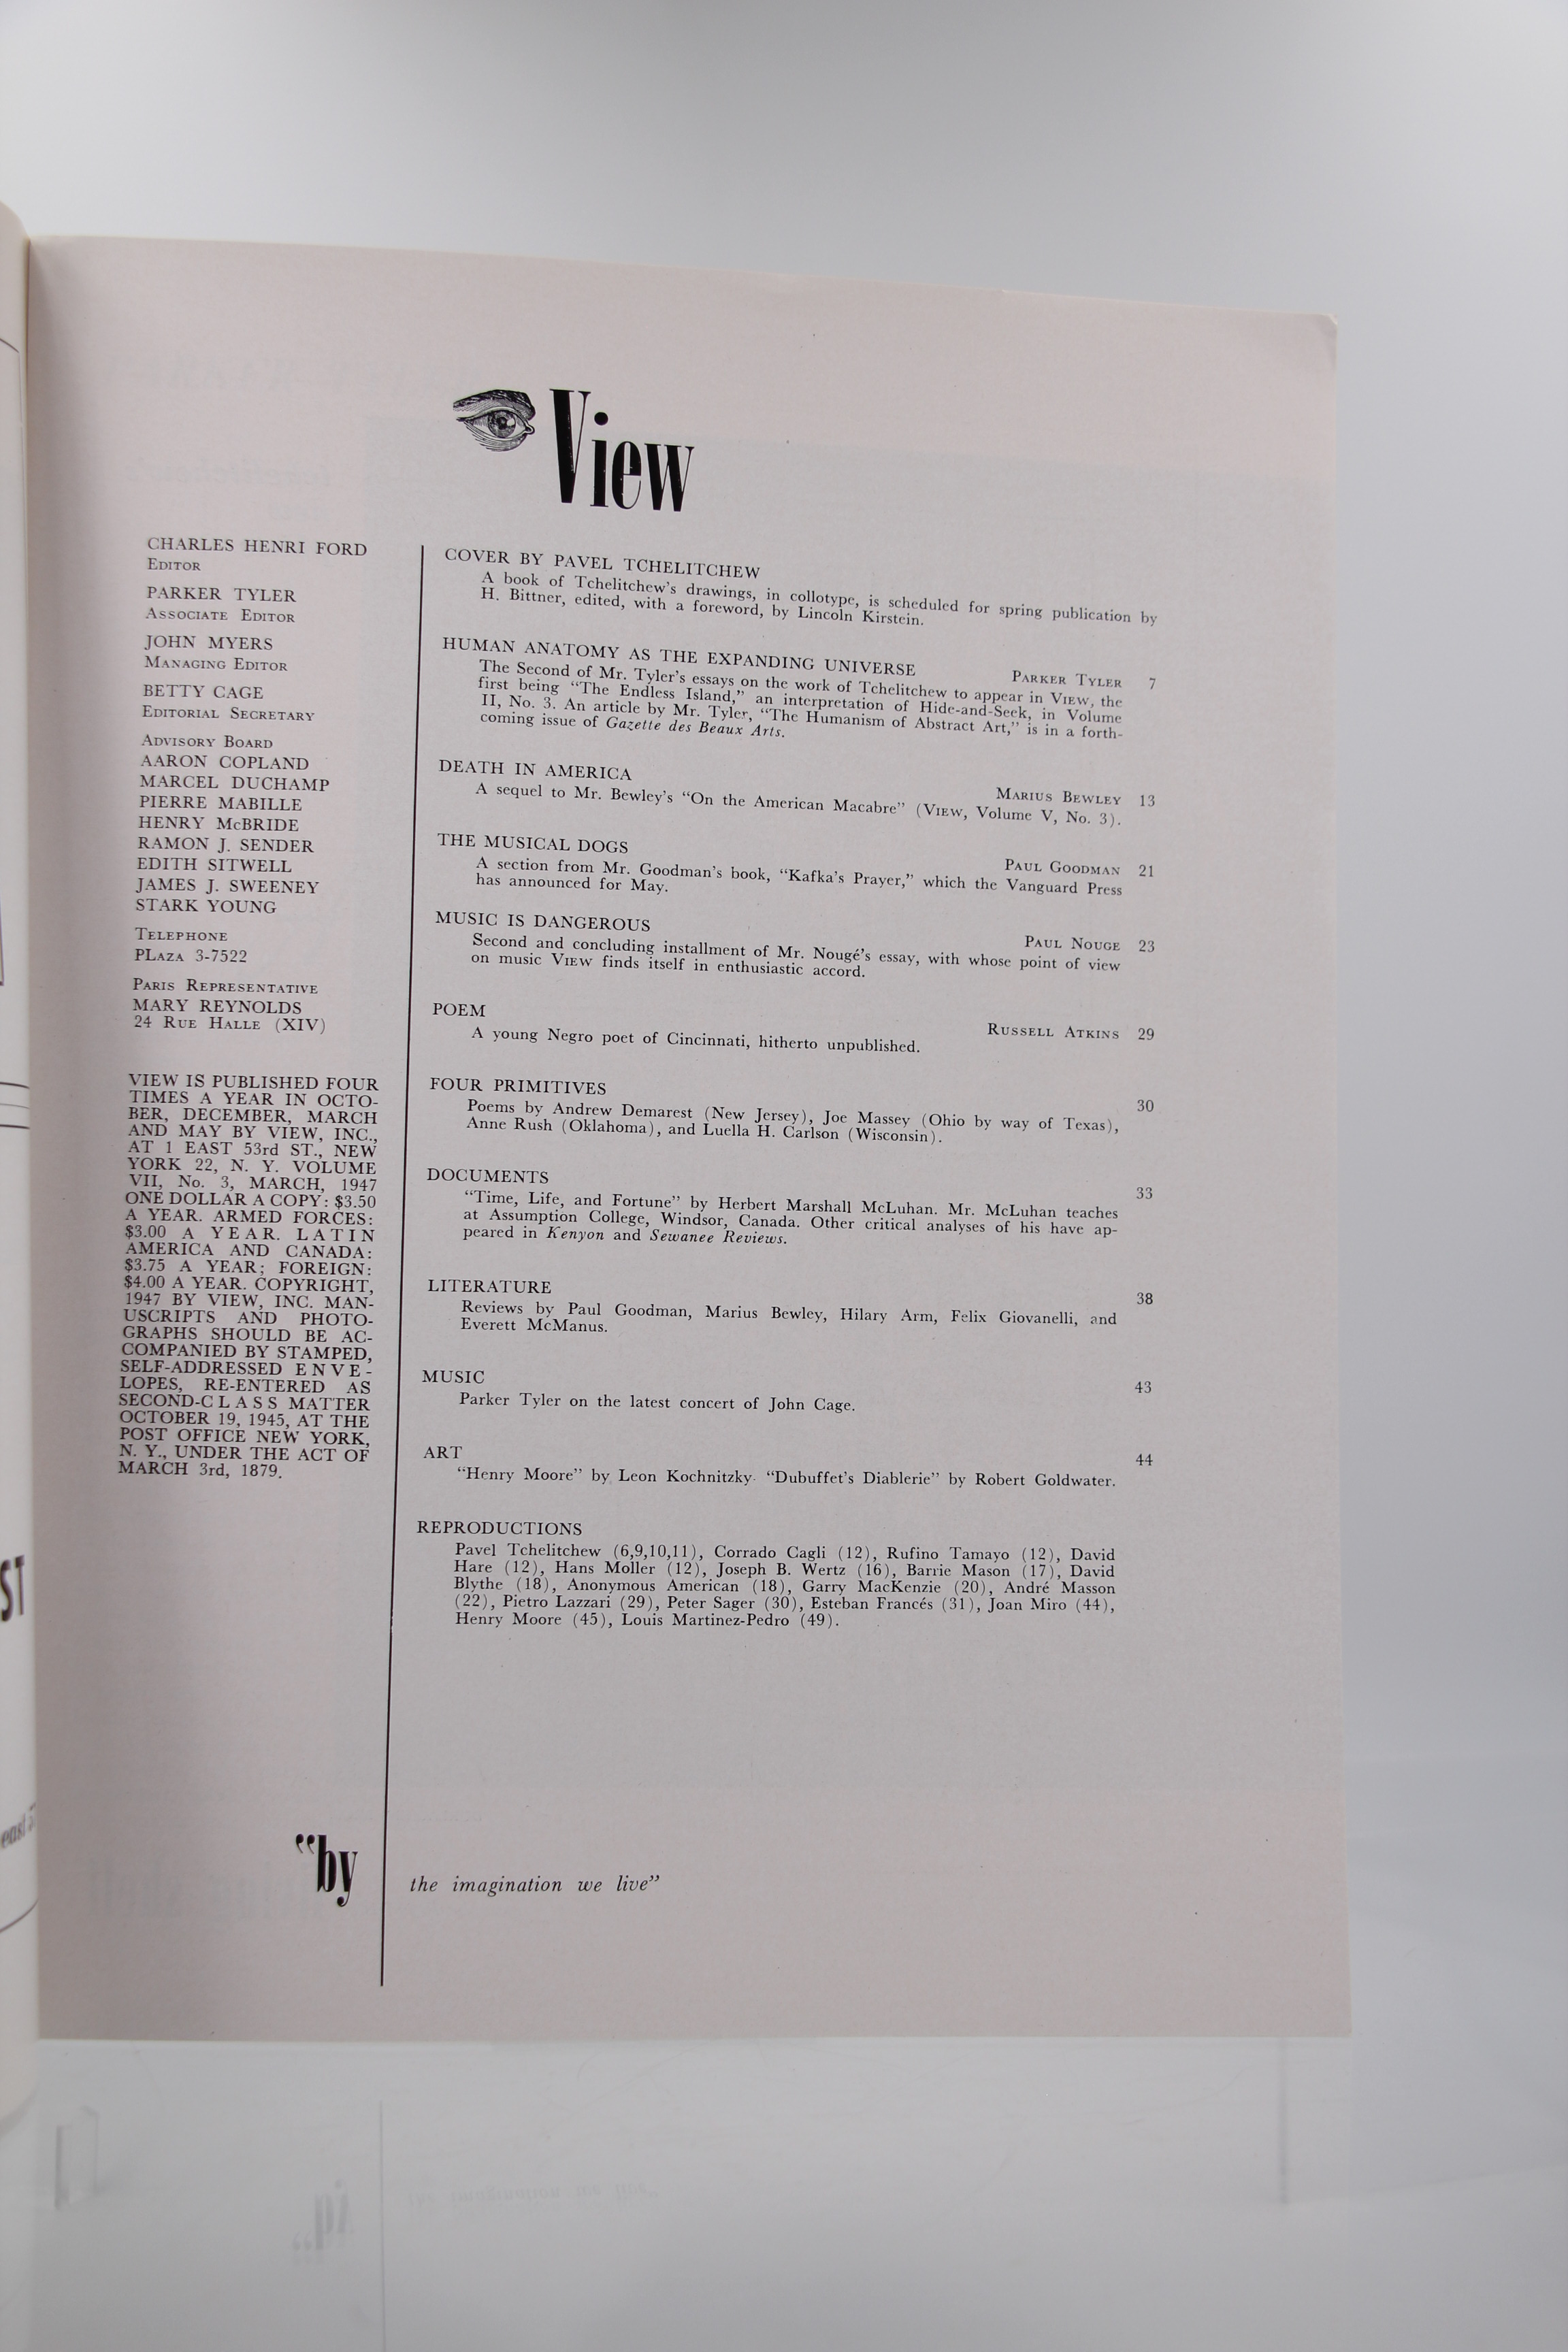 View
CHARLES HENRI FORD
EDITOR
PARKER TYLER
ASSOCIATE EDITOR
JOHN MYERS
MANAGING EDITOR
BETTY CAGE
EDITORIAL SECRETARY
ADVISORY BOARD
AARON COPLAND
MARCEL DUCHAMP
PIERRE MABILLE
HENRY McBRIDE
RAMON J. SENDER
EDITH SITWELL
JAMES J. SWEENEY
STARK YOUNG
TELEPHONE
PLAZA 3-7522
PARIS REPRESENTATIVE
MARY REYNOLDS
24 RUE HALLE (XIV)
VIEW IS PUBLISHED FOUR
TIMES A YEAR IN OCTO-
BER, DECEMBER, MARCH
AND MAY BY VIEW, INC.,
AT 1 EAST 53rd ST., NEW
YORK 22, N. Y. VOLUME
VII, No. 3, MARCH, 1947
ONE DOLLAR A COPY: $3.50
A YEAR. ARMED FORCES:
$3.00 A YEAR. LATIN
AMERICA AND CANADA:
$3.75 A YEAR; FOREIGN:
$4.00 A YEAR. COPYRIGHT,
1947 BY VIEW, INC. MAN-
USCRIPTS AND PHOTO-
GRAPHS SHOULD BE AC-
COMPANIED BY STAMPED,
SELF-ADDRESSED ENVE-
LOPES, RE-ENTERED AS
SECOND-CLASS MATTER
OCTOBER 19, 1945, AT THE
POST OFFICE NEW YORK,
N. Y., UNDER THE ACT OF
MARCH 3rd, 1879.
COVER BY PAVEL TCHELITCHEW
A book of Tchelitchew's drawings, in collotype, is scheduled for spring publication by
H. Bittner, edited, with a foreword, by Lincoln Kirstein.
HUMAN ANATOMY AS THE EXPANDING UNIVERSE PARKER TYLER 7
The Second of Mr. Tyler's essays on the work of Tchelitchew to appear in VIEW, the
first being "The Endless Island," an interpretation of Hide-and-Seek, in Volume
II, No. 3. An article by Mr. Tyler, "The Humanism of Abstract Art," is in a forth-
coming issue of Gazette des Beaux Arts.
DEATH IN AMERICA MARIUS BEWLEY 13
A sequel to Mr. Bewley's "On the American Macabre" (VIEW, Volume V, No. 3).
THE MUSICAL DOGS PAUL GOODMAN 21
A section from Mr. Goodman's book, "Kafka's Prayer," which the Vanguard Press
has announced for May.
MUSIC IS DANGEROUS PAUL NOUGE 23
Second and concluding installment of Mr. Nougé's essay, with whose point of view
on music VIEW finds itself in enthusiastic accord.
POEM RUSSELL ATKINS 29
A young Negro poet of Cincinnati, hitherto unpublished.
FOUR PRIMITIVES 30
Poems by Andrew Demarest (New Jersey), Joe Massey (Ohio by way of Texas),
Anne Rush (Oklahoma), and Luella H. Carlson (Wisconsin).
DOCUMENTS 33
"Time, Life, and Fortune" by Herbert Marshall McLuhan. Mr. McLuhan teaches
at Assumption College, Windsor, Canada. Other critical analyses of his have ap-
peared in Kenyon and Sewanee Reviews.
LITERATURE 38
Reviews by Paul Goodman, Marius Bewley, Hilary Arm, Felix Giovanelli, and
Everett McManus.
MUSIC 43
Parker Tyler on the latest concert of John Cage.
ART 44
"Henry Moore" by Leon Kochnitzky. "Dubuffet's Diablerie" by Robert Goldwater.
REPRODUCTIONS
Pavel Tchelitchew (6,9,10,11), Corrado Cagli (12), Rufino Tamayo (12), David
Hare (12), Hans Moller (12), Joseph B. Wertz (16), Barrie Mason (17), David
Blythe (18), Anonymous American (18), Garry MacKenzie (20), André Masson
(22), Pietro Lazzari (29), Peter Sager (30), Esteban Francés (31), Joan Miro (44),
Henry Moore (45), Louis Martinez-Pedro (49).
"by the imagination we live"
ST
east 5